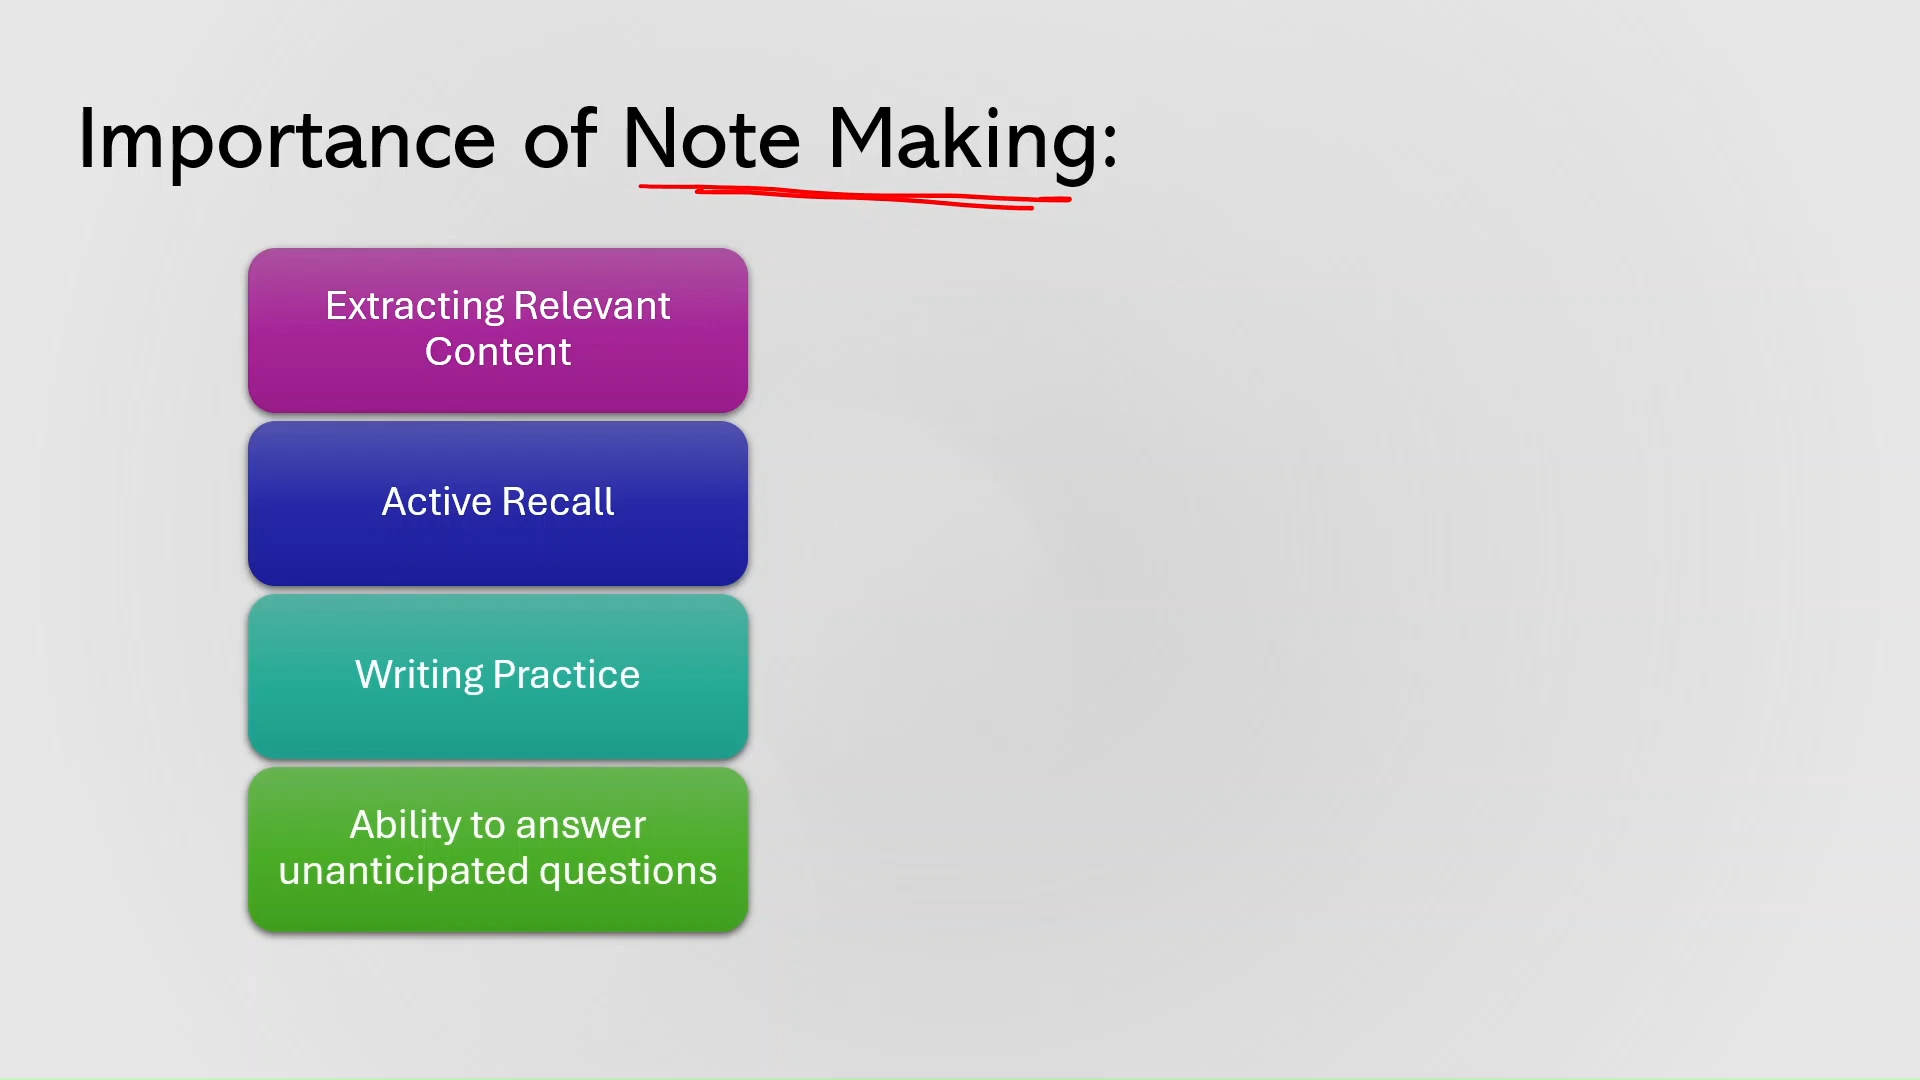 Importance of Note Making:
Extracting Relevant
Content
Active Recall
Writing Practice
Ability to answer
unanticipated questions